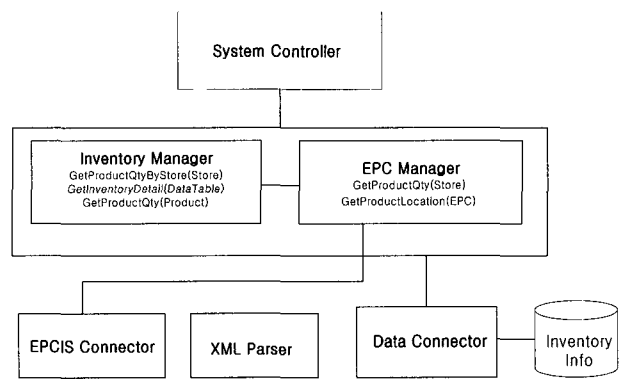 System Controller
Inventory Manager
GetProductQtyByStore(Store)
GetInventoryDetail(DataTable)
GetProductQty(Product)
EPC Manager
GetProductQty(Store)
GetProductLocation(EPC)
EPCIS Connector
XML Parser
Data Connector
Inventory
Info